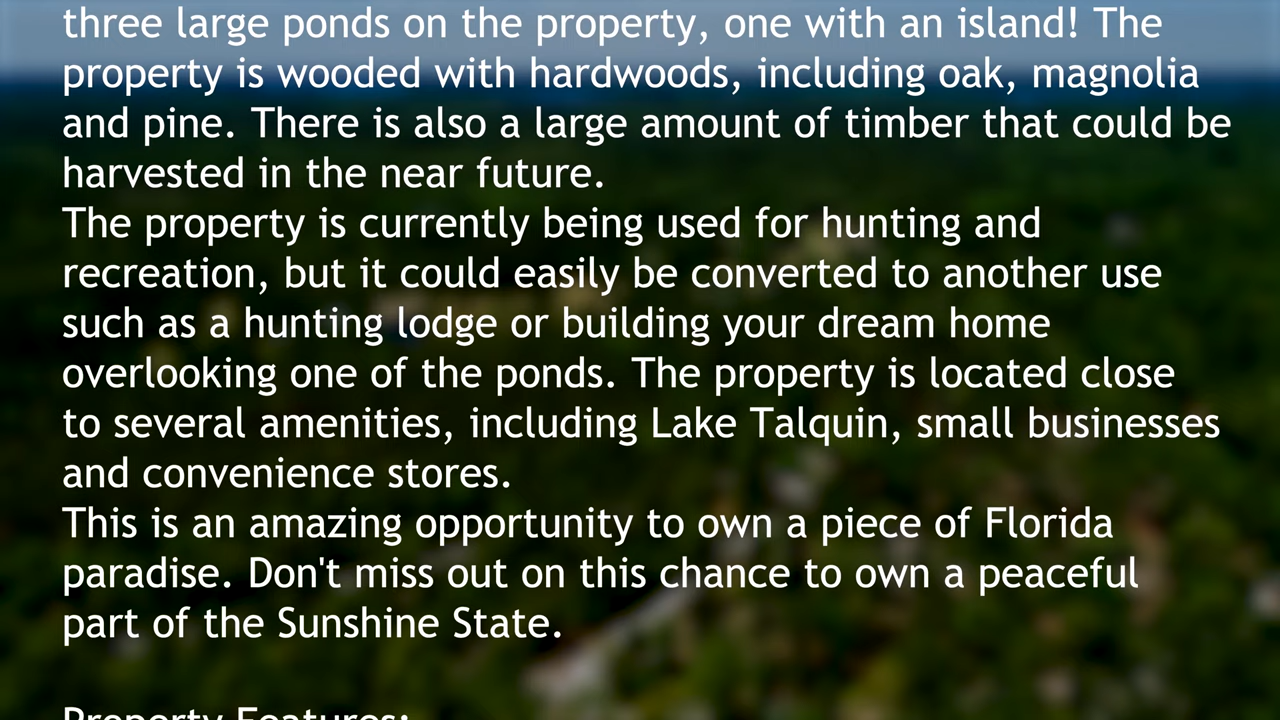 three large ponds on the property, one with an island! The
property is wooded with hardwoods, including oak, magnolia
and pine. There is also a large amount of timber that could be
harvested in the near future.
The property is currently being used for hunting and
recreation, but it could easily be converted to another use
such as a hunting lodge or building your dream home
overlooking one of the ponds. The property is located close
to several amenities, including Lake Talquin, small businesses
and convenience stores.
This is an amazing opportunity to own a piece of Florida
paradise. Don't miss out on this chance to own a peaceful
part of the Sunshine State.
Property Features: